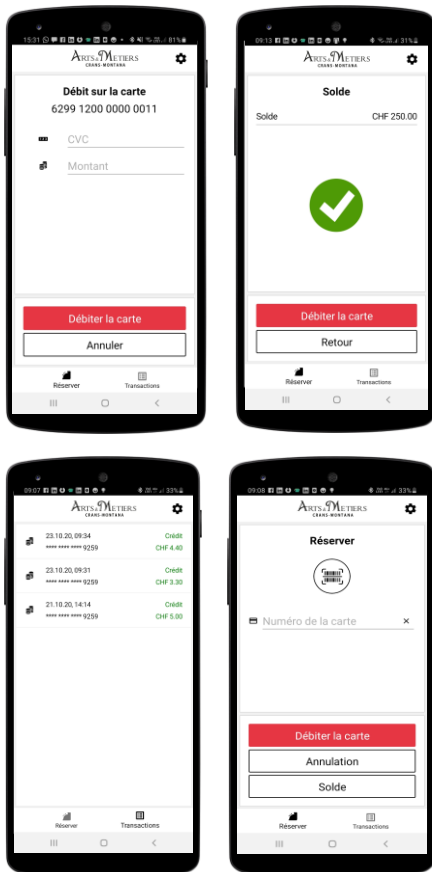 15:31 81%
ARTS & METIERS
CRANS-MONTANA
Débit sur la carte
6299 1200 0000 0011
CVC
Montant
Débiter la carte
Annuler
Réserver Transactions
09:13 31%
ARTS & METIERS
CRANS-MONTANA
Solde
Solde CHF 250.00
Débiter la carte
Retour
Réserver Transactions
09:07 33%
ARTS & METIERS
CRANS-MONTANA
23.10.20, 09:34 Crédit
**** **** **** 9259 CHF 4.40
23.10.20, 09:31 Crédit
**** **** **** 9259 CHF 3.30
21.10.20, 14:14 Crédit
**** **** **** 9259 CHF 5.00
Réserver Transactions
09:08 33%
ARTS & METIERS
CRANS-MONTANA
Réserver
Numéro de la carte
Débiter la carte
Annulation
Solde
Réserver Transactions